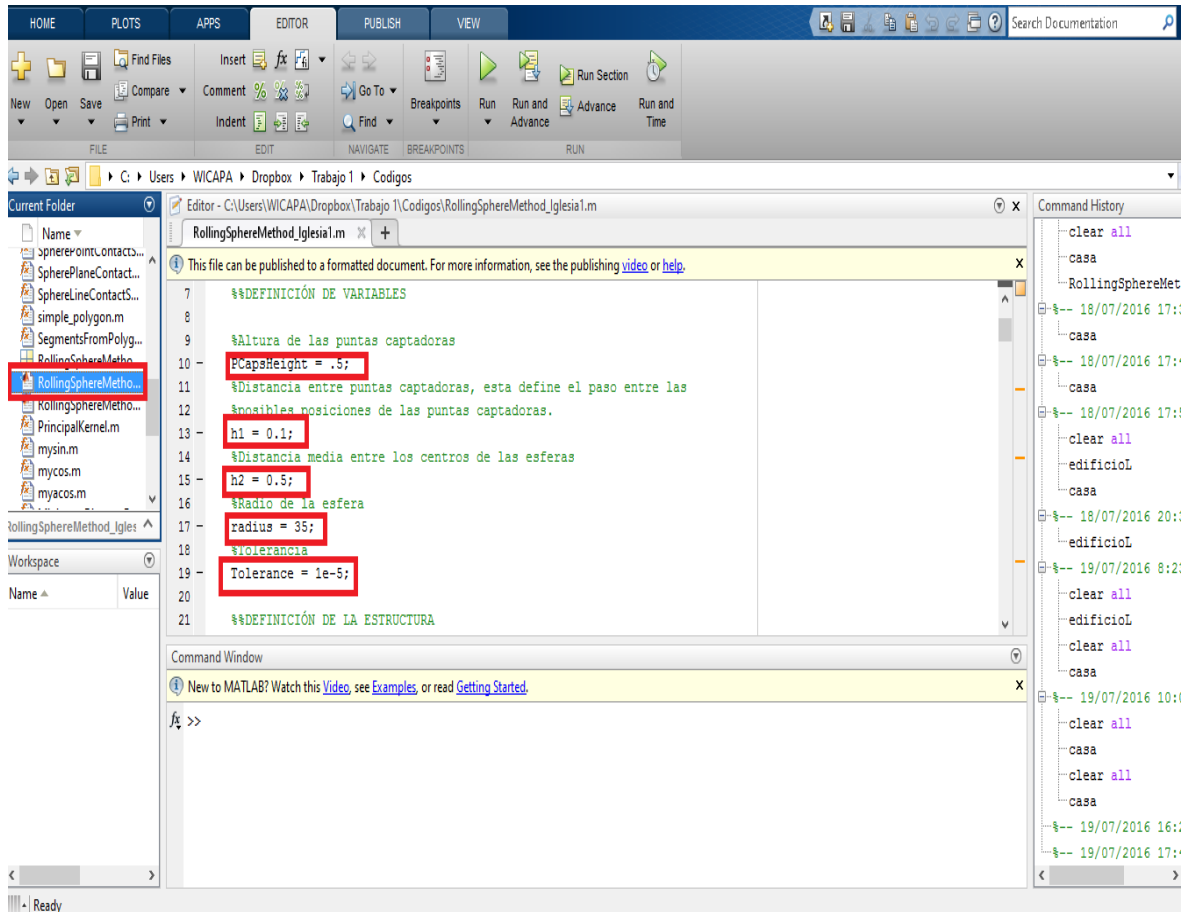 HOME PLOTS APPS EDITOR PUBLISH VIEW
Search Documentation
New Open Save
Find Files
Compare
Print
FILE
Insert fx
Comment
Indent
EDIT
Go To
Find
NAVIGATE
Breakpoints
BREAKPOINTS
Run
Run and Advance
Run Section
Advance
Run and Time
RUN
C: Users WICAPA Dropbox Trabajo 1 Codigos
Current Folder
Name
SpherePointContactS...
SpherePlaneContact...
SphereLineContactS...
simple_polygon.m
SegmentsFromPolyg...
RollingSphereMetho...
RollingSphereMetho...
RollingSphereMetho...
PrincipalKernel.m
mysin.m
mycos.m
myacos.m
RollingSphereMethod_Igles
Workspace
Name Value
Editor - C:\Users\WICAPA\Dropbox\Trabajo 1\Codigos\RollingSphereMethod_Iglesia1.m
RollingSphereMethod_Iglesia1.m
This file can be published to a formatted document. For more information, see the publishing video or help.
7 %%DEFINICIÓN DE VARIABLES
8
9 %Altura de las puntas captadoras
10 – PCapsHeight = .5;
11 %Distancia entre puntas captadoras, esta define el paso entre las
12 %posibles posiciones de las puntas captadoras.
13 – h1 = 0.1;
14 %Distancia media entre los centros de las esferas
15 – h2 = 0.5;
16 %Radio de la esfera
17 – radius = 35;
18 %Tolerancia
19 – Tolerance = 1e-5;
20
21 %%DEFINICIÓN DE LA ESTRUCTURA
Command Window
New to MATLAB? Watch this Video, see Examples, or read Getting Started.
fx >>
Command History
clear all
casa
RollingSphereMet
%-- 18/07/2016 17:
casa
%-- 18/07/2016 17:4
casa
%-- 18/07/2016 17:5
clear all
edificioL
casa
%-- 18/07/2016 20:
edificioL
%-- 19/07/2016 8:23
clear all
edificioL
clear all
casa
%-- 19/07/2016 10:0
clear all
casa
clear all
casa
%-- 19/07/2016 16:2
%-- 19/07/2016 17:4
Ready